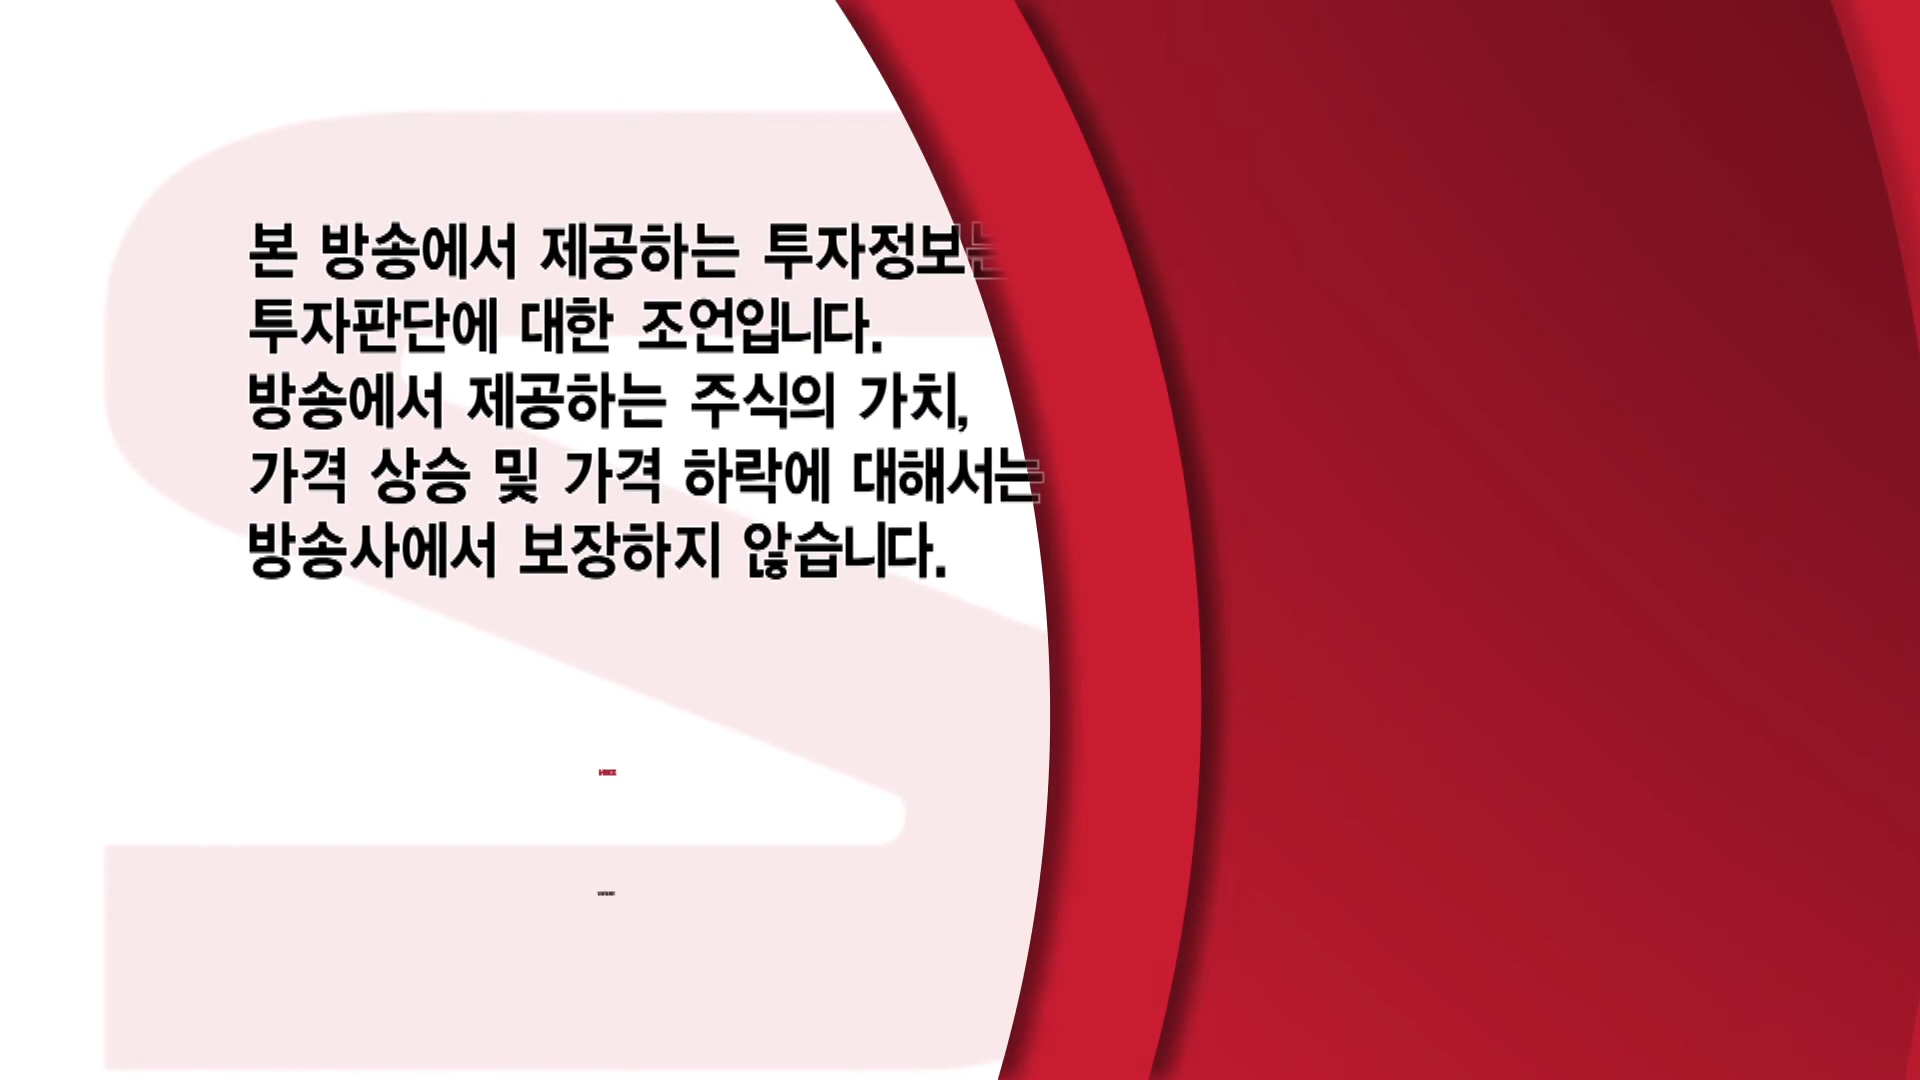 본 방송에서 제공하는 투자정보는
투자판단에 대한 조언입니다.
방송에서 제공하는 주식의 가치,
가격 상승 및 가격 하락에 대해서는
방송사에서 보장하지 않습니다.